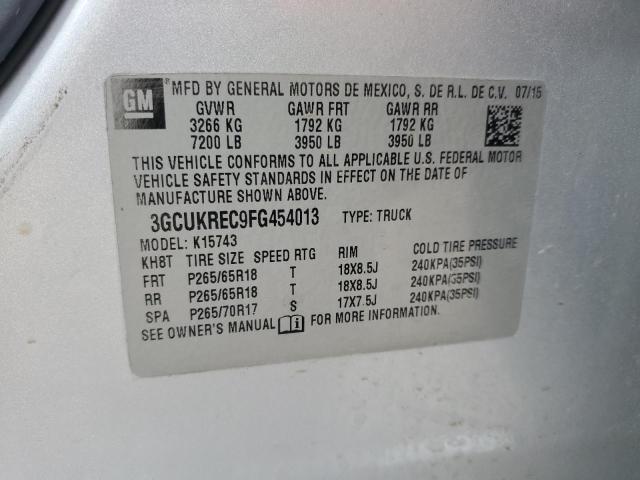 GM ® MFD BY GENERAL MOTORS DE MEXICO, S. DE R.L. DE C.V. 07/15
GVWR GAWR FRT GAWR RR
3266 KG 1792 KG 1792 KG
7200 LB 3950 LB 3950 LB
THIS VEHICLE CONFORMS TO ALL APPLICABLE U.S. FEDERAL MOTOR
VEHICLE SAFETY STANDARDS IN EFFECT ON THE DATE OF
MANUFACTURE SHOWN ABOVE.
3GCUKREC9FG454013 TYPE: TRUCK
MODEL: K15743
KH8T TIRE SIZE SPEED RTG RIM COLD TIRE PRESSURE
FRT P265/65R18 T 18X8.5J 240KPA(35PSI)
RR P265/65R18 T 18X8.5J 240KPA(35PSI)
SPA P265/70R17 S 17X7.5J 240KPA(35PSI)
SEE OWNER'S MANUAL FOR MORE INFORMATION.